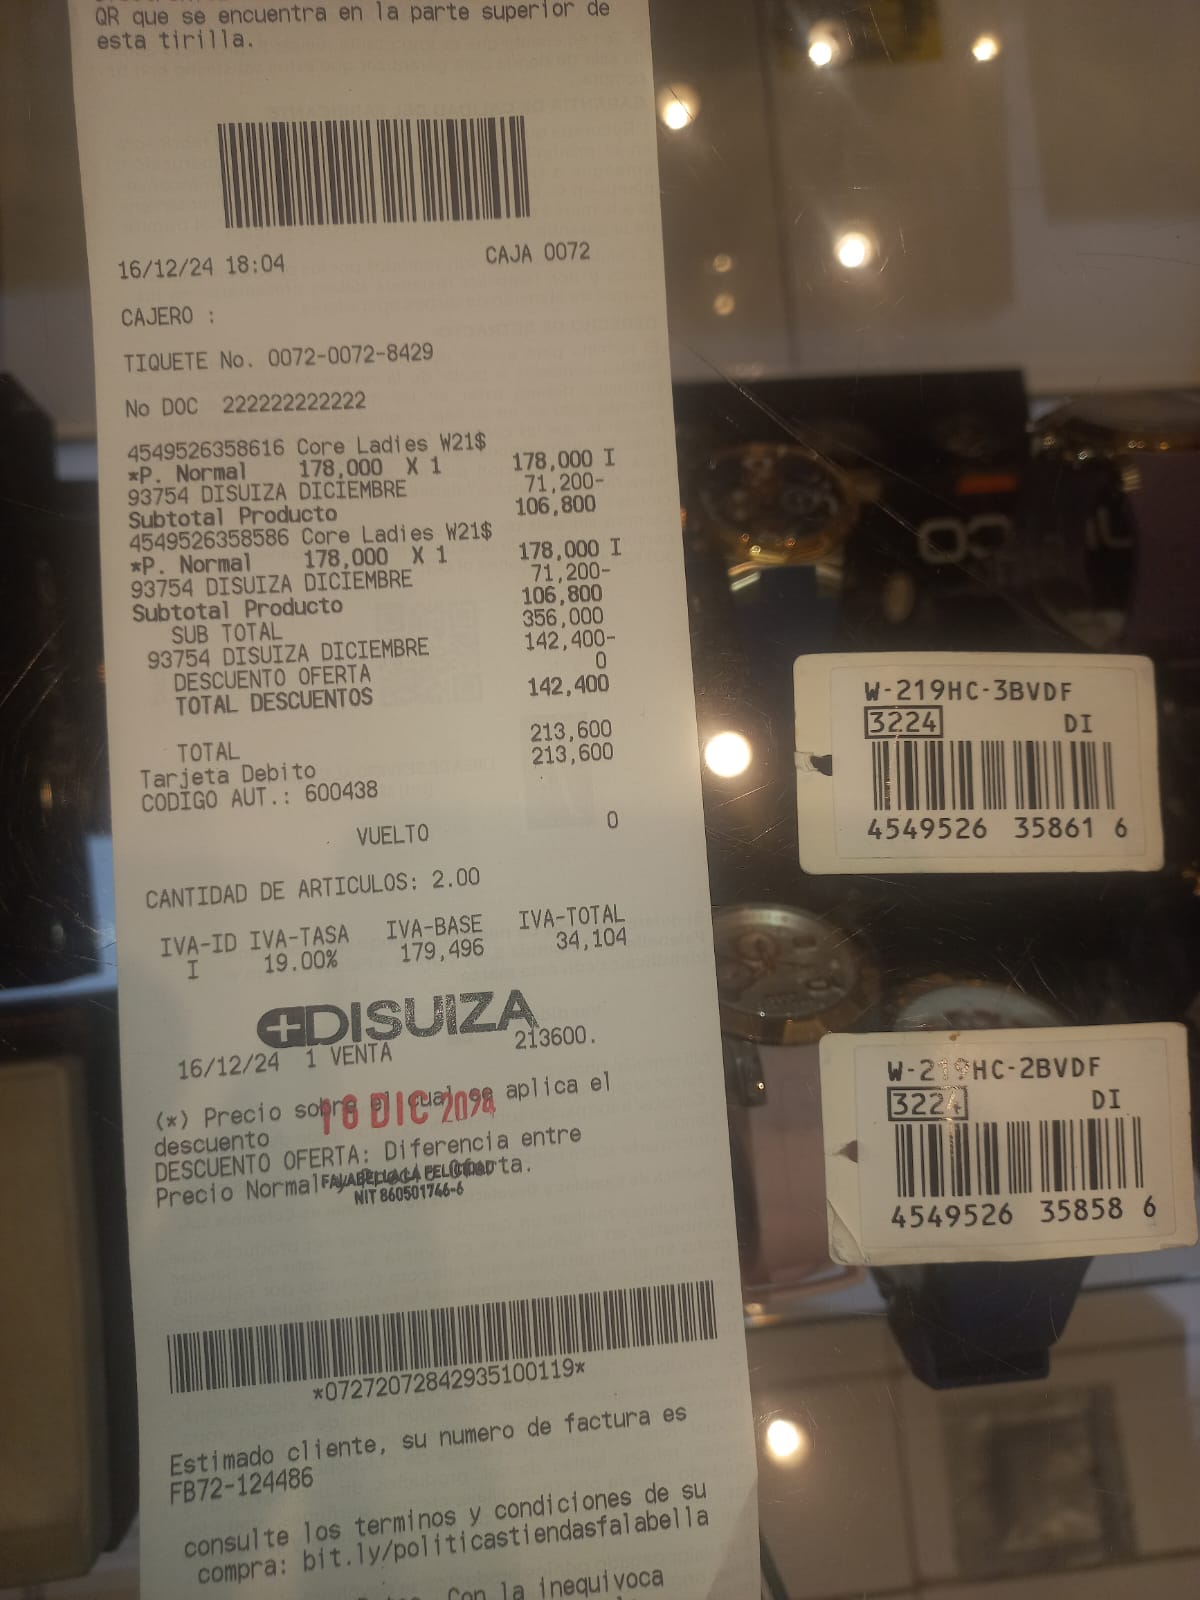 QR que se encuentra en la parte superior de
esta tirilla.
16/12/24 18:04 CAJA 0072
CAJERO :
TIQUETE No. 0072-0072-8429
No DOC 222222222222
4549526358616 Core Ladies W21$
*P. Normal 178,000 X 1 178,000 I
93754 DISUIZA DICIEMBRE 71,200-
Subtotal Producto 106,800
4549526358586 Core Ladies W21$
*P. Normal 178,000 X 1 178,000 I
93754 DISUIZA DICIEMBRE 71,200-
Subtotal Producto 106,800
SUB TOTAL 356,000
93754 DISUIZA DICIEMBRE 142,400-
DESCUENTO OFERTA 0
TOTAL DESCUENTOS 142,400
TOTAL 213,600
Tarjeta Debito 213,600
CODIGO AUT.: 600438
VUELTO 0
CANTIDAD DE ARTICULOS: 2.00
IVA-ID IVA-TASA IVA-BASE IVA-TOTAL
I 19.00% 179,496 34,104
DISUIZA
16/12/24 1 VENTA 213600.
(*) Precio sobre el cual se aplica el
descuento
16 DIC 2024
DESCUENTO OFERTA: Diferencia entre
Precio Normal y Precio Oferta.
FALABELLA LA FELICIDAD
NIT 860501746-6
*07272072842935100119*
Estimado cliente, su numero de factura es
FB72-124486
consulte los terminos y condiciones de su
compra: bit.ly/politicastiendasfalabella
Con la inequivoca
W-219HC-3BVDF
3224 DI
4549526 35861 6
W-219HC-2BVDF
3224 DI
4549526 35858 6